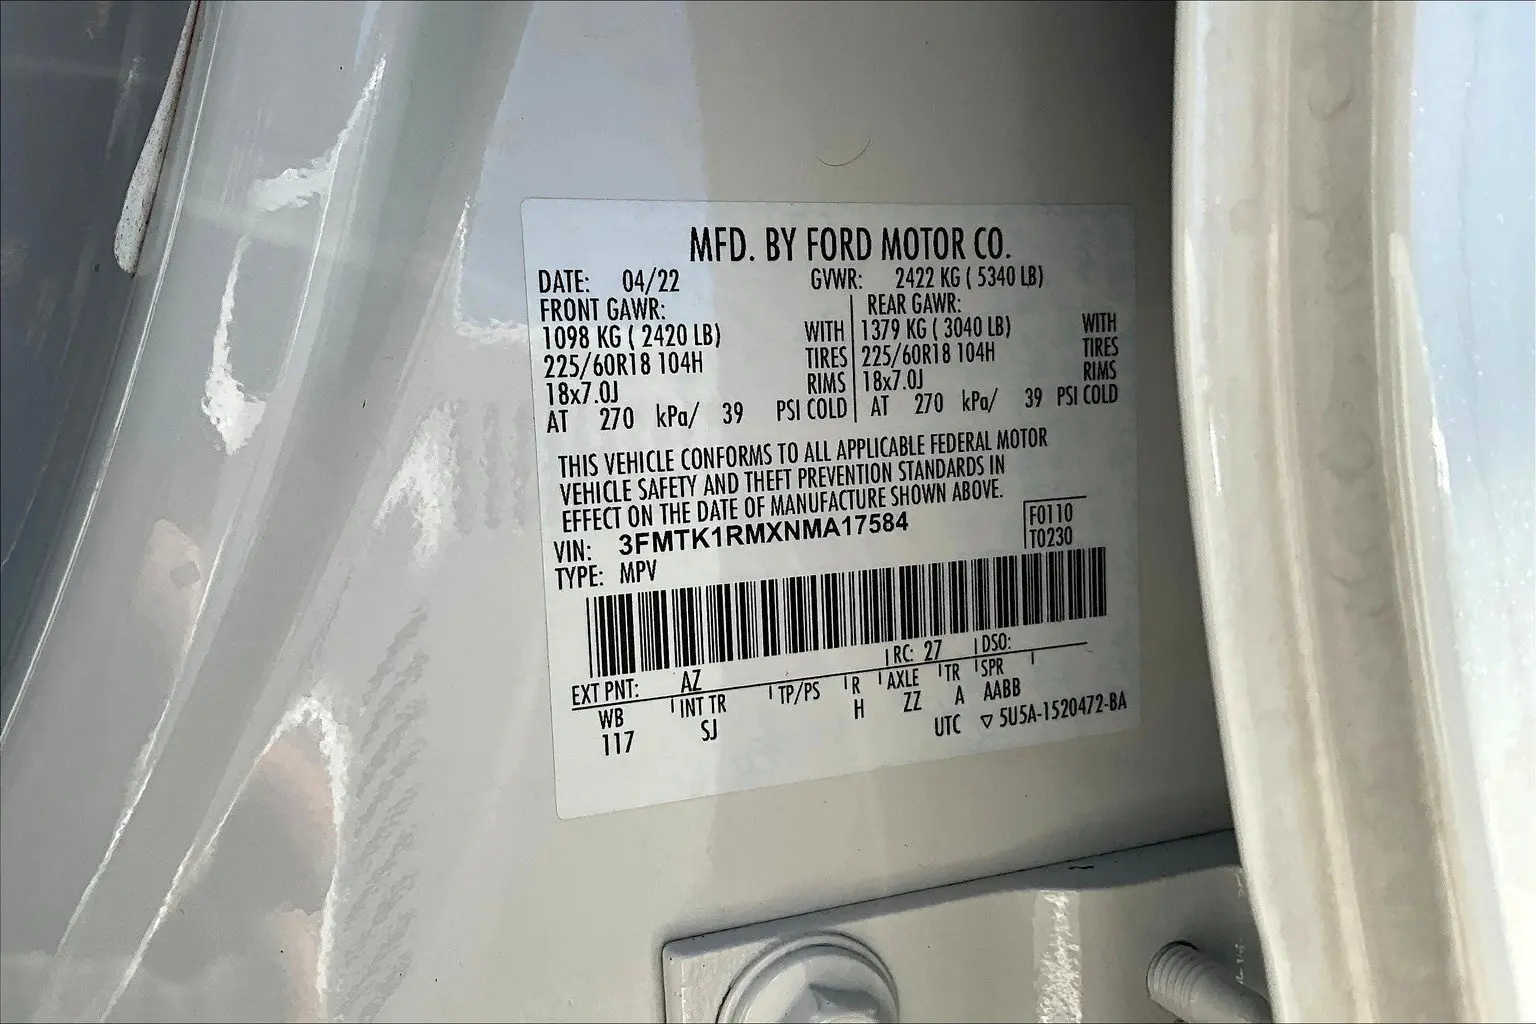 MFD. BY FORD MOTOR CO.
DATE: 04/22 GVWR: 2422 KG ( 5340 LB)
FRONT GAWR: REAR GAWR:
1098 KG ( 2420 LB) WITH 1379 KG ( 3040 LB) WITH
225/60R18 104H TIRES 225/60R18 104H TIRES
18x7.0J RIMS 18x7.0J RIMS
AT 270 kPa/ 39 PSI COLD AT 270 kPa/ 39 PSI COLD
THIS VEHICLE CONFORMS TO ALL APPLICABLE FEDERAL MOTOR
VEHICLE SAFETY AND THEFT PREVENTION STANDARDS IN
EFFECT ON THE DATE OF MANUFACTURE SHOWN ABOVE.
VIN: 3FMTK1RMXNMA17584 F0110
TYPE: MPV T0230
EXT PNT: AZ RC: 27 DSO:
WB INT TR TP/PS R AXLE TR SPR
117 SJ H ZZ A AABB
UTC ▽ 5U5A-1520472-BA